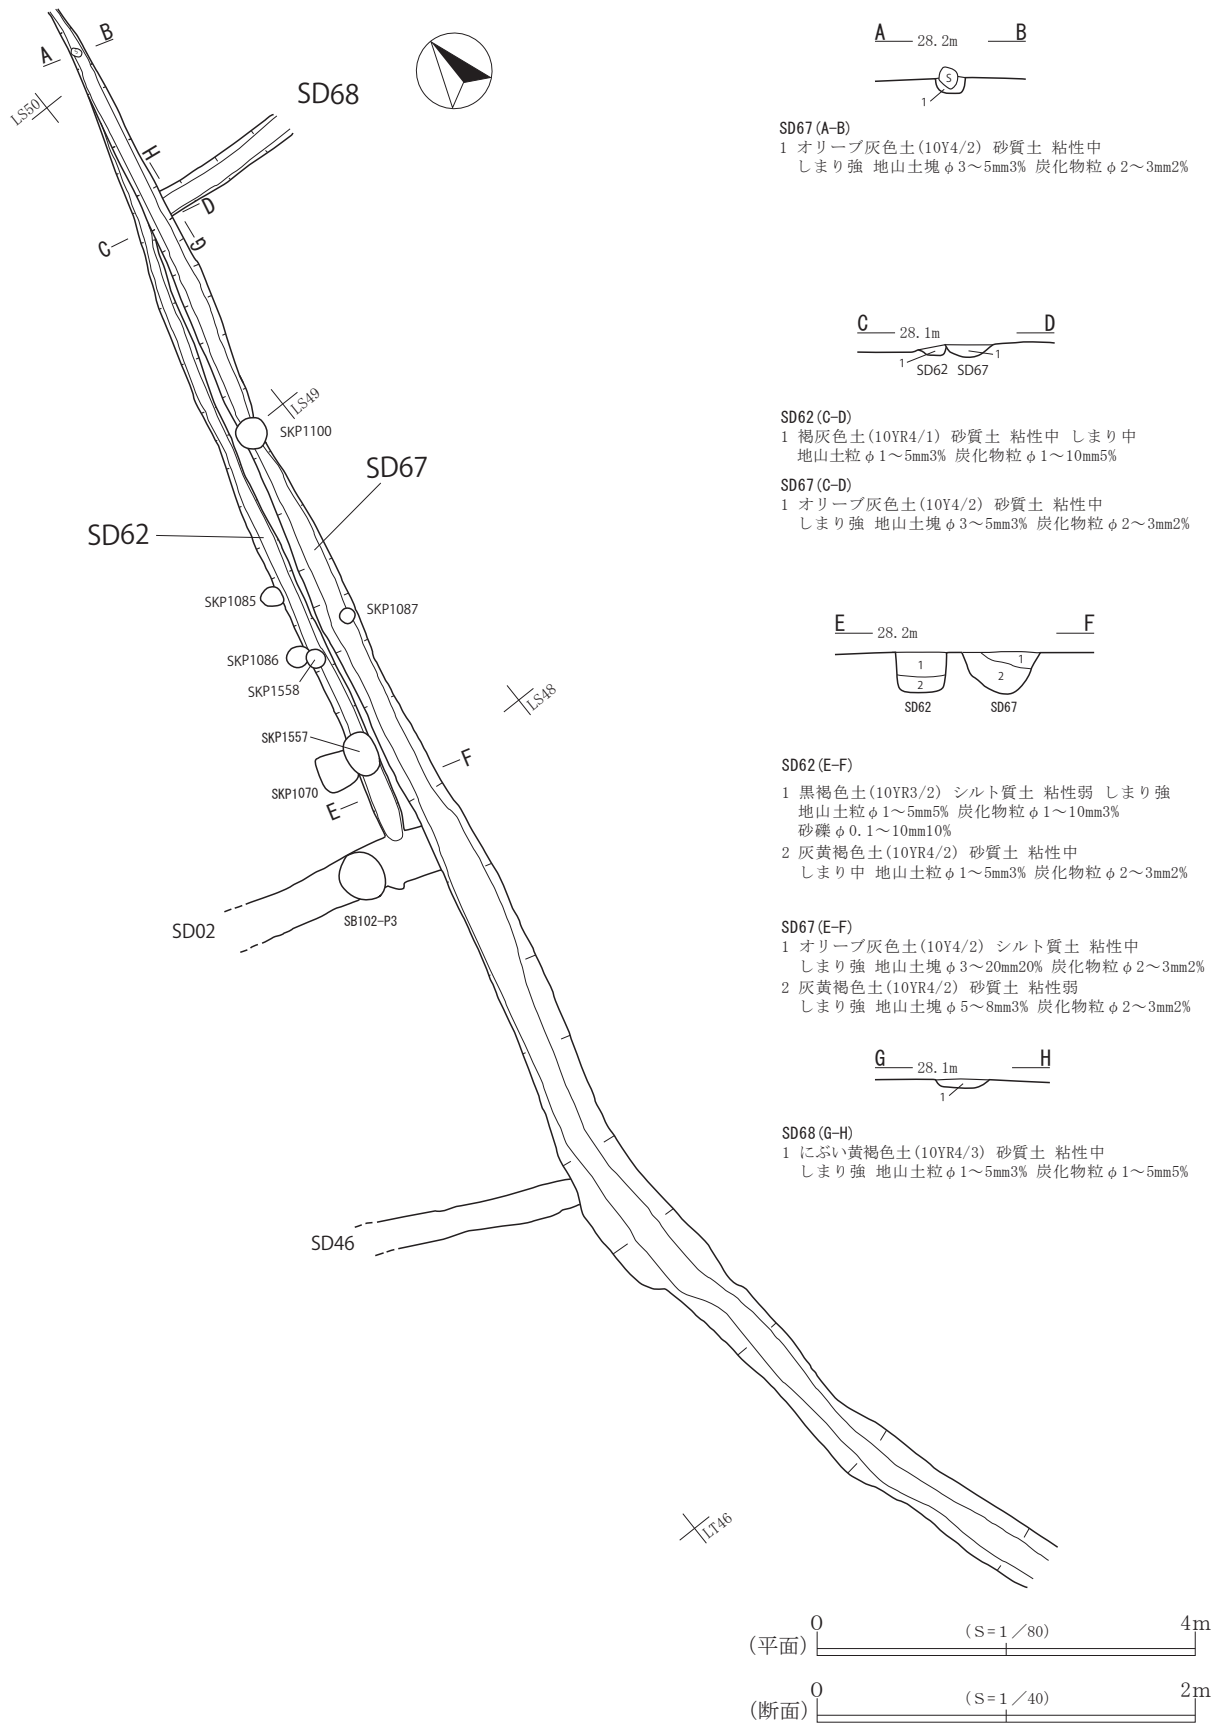 A
B
LS50
SD68
H
D
C
G
LS49
SKP1100
SD67
SD62
SKP1085
SKP1087
SKP1086
SKP1558
LS48
SKP1557
F
SKP1070
E
SD02
SB102-P3
SD46
LT46
A 28.2m B
S
1
SD67(A-B)
1 オリーブ灰色土(10Y4/2) 砂質土 粘性中
しまり強 地山土塊φ3～5mm3% 炭化物粒φ2～3mm2%
C 28.1m D
1 1
SD62 SD67
SD62(C-D)
1 褐灰色土(10YR4/1) 砂質土 粘性中 しまり中
地山土粒φ1～5mm3% 炭化物粒φ1～10mm5%
SD67(C-D)
1 オリーブ灰色土(10Y4/2) 砂質土 粘性中
しまり強 地山土塊φ3～5mm3% 炭化物粒φ2～3mm2%
E 28.2m F
1 1
2 2
SD62 SD67
SD62(E-F)
1 黒褐色土(10YR3/2) シルト質土 粘性弱 しまり強
地山土粒φ1～5mm5% 炭化物粒φ1～10mm3%
砂礫φ0.1～10mm10%
2 灰黄褐色土(10YR4/2) 砂質土 粘性中
しまり中 地山土粒φ1～5mm3% 炭化物粒φ2～3mm2%
SD67(E-F)
1 オリーブ灰色土(10Y4/2) シルト質土 粘性中
しまり強 地山土塊φ3～20mm20% 炭化物粒φ2～3mm2%
2 灰黄褐色土(10YR4/2) 砂質土 粘性弱
しまり強 地山土塊φ5～8mm3% 炭化物粒φ2～3mm2%
G 28.1m H
1
SD68(G-H)
1 にぶい黄褐色土(10YR4/3) 砂質土 粘性中
しまり強 地山土粒φ1～5mm3% 炭化物粒φ1～5mm5%
(平面) 0 (S=1/80) 4m
(断面) 0 (S=1/40) 2m